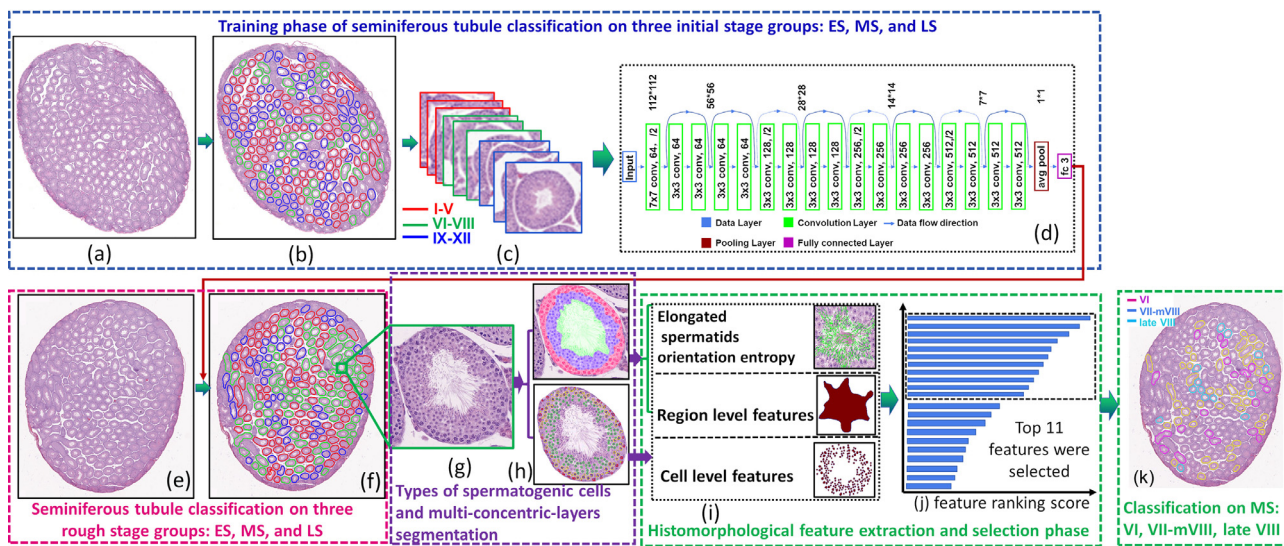 Training phase of seminiferous tubule classification on three initial stage groups: ES, MS, and LS
(a)
(b)
I-V
VI-VIII
IX-XII
(c)
112*112
56*56
28*28
14*14
7*7
1*1
Input
7x7 conv, 64, /2
3x3 conv, 64
3x3 conv, 64
3x3 conv, 64
3x3 conv, 64
3x3 conv, 128,/2
3x3 conv, 128
3x3 conv, 128
3x3 conv, 128
3x3 conv, 256, /2
3x3 conv, 256
3x3 conv, 256
3x3 conv, 256
3x3 conv, 512,/2
3x3 conv, 512
3x3 conv, 512
3x3 conv, 512
avg pool
fc 3
Data Layer
Convolution Layer
Data flow direction
Pooling Layer
Fully connected Layer
(d)
(e)
(f)
Seminiferous tubule classification on three
rough stage groups: ES, MS, and LS
(g)
(h)
Types of spermatogenic cells
and multi-concentric-layers
segmentation
Elongated
spermatids
orientation entropy
Region level features
Cell level features
(i)
Top 11
features were
selected
(j) feature ranking score
Histomorphological feature extraction and selection phase
VI
VII-mVIII
late VIII
(k)
Classification on MS:
VI, VII-mVIII, late VIII